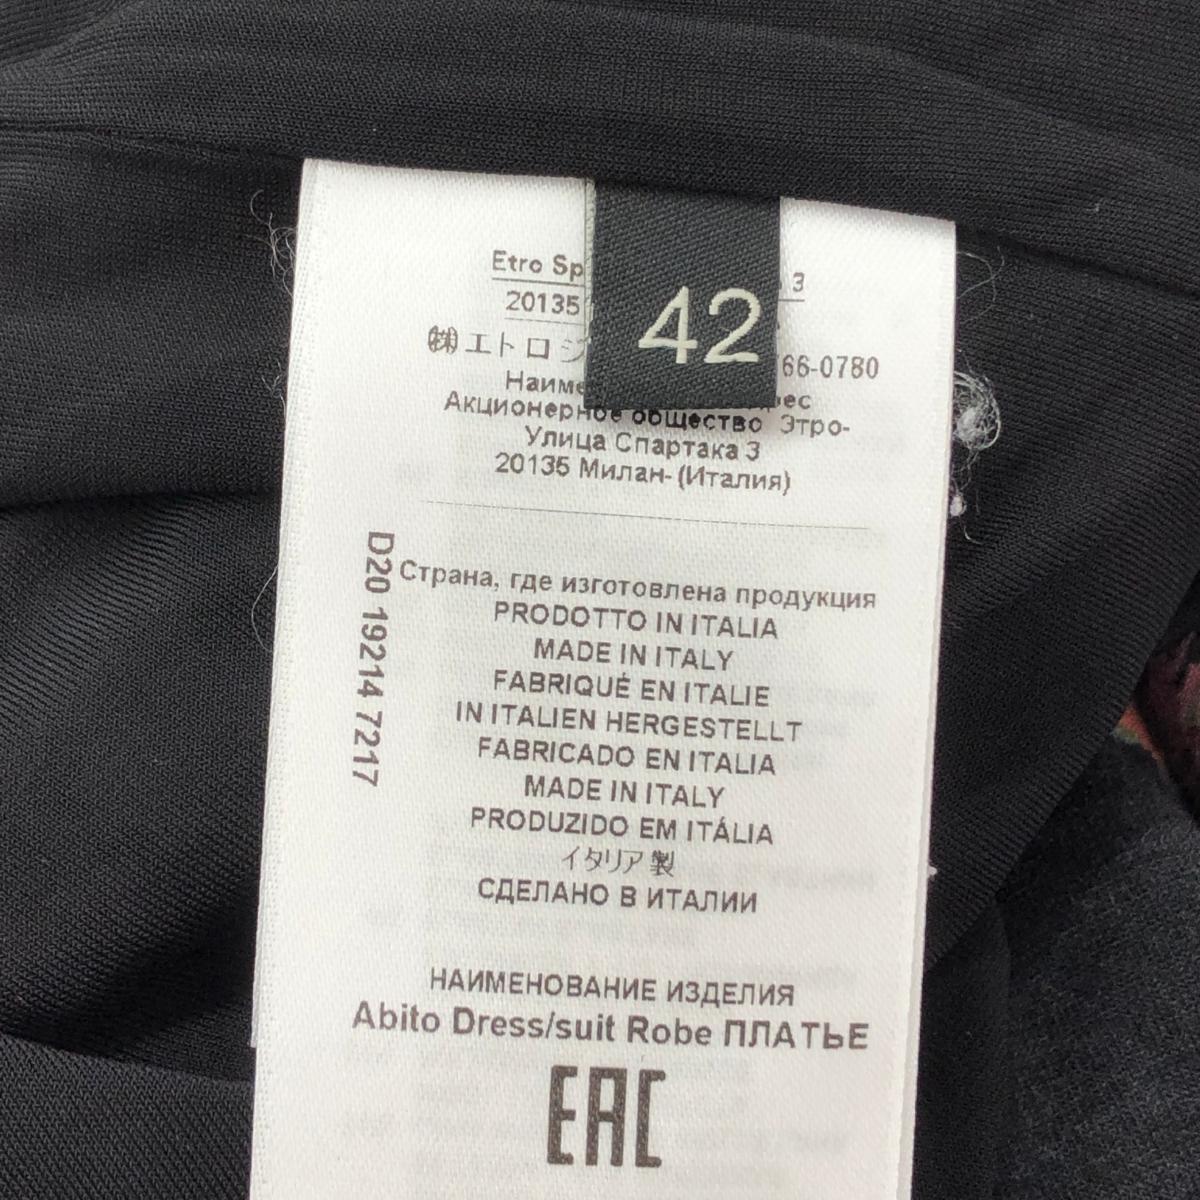 Etro Sp
3
20135
42
㈱エトロジ
66-0780
Акционерное общество Этро-
Улица Спартака 3
20135 Милан- (Италия)
D20 19214 7217
Страна, где изготовлена продукция
PRODOTTO IN ITALIA
MADE IN ITALY
FABRIQUÉ EN ITALIE
IN ITALIEN HERGESTELLT
FABRICADO EN ITALIA
MADE IN ITALY
PRODUZIDO EM ITÁLIA
イタリア製
СДЕЛАНО В ИТАЛИИ
НАИМЕНОВАНИЕ ИЗДЕЛИЯ
Abito Dress/suit Robe ПЛАТЬЕ
EAC